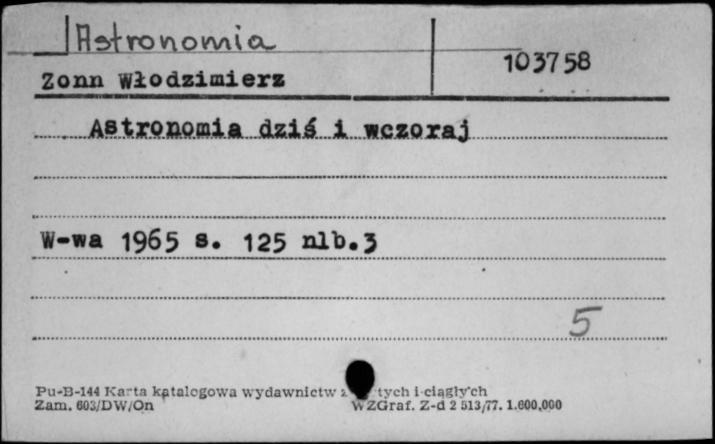 Astronomia
103758
Zonn Włodzimierz
Astronomia dziś i wczoraj
W-wa 1965 s. 125 nlb.3
5
Pu-B-144 Karta katalogowa wydawnictw i ciągłych
Zam. 603/DW/On WZGraf. Z-d 2 513/77. 1.600.000